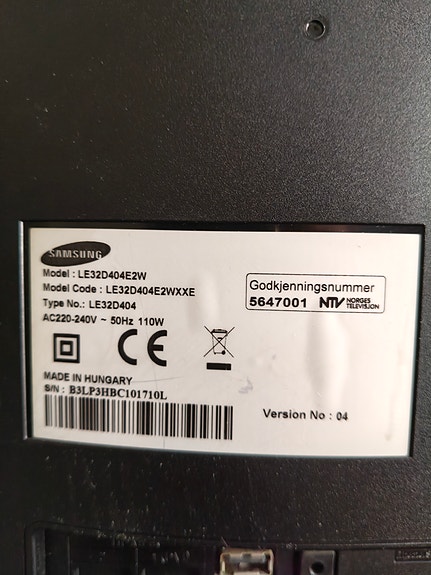 SAMSUNG
Model : LE32D404E2W
Model Code : LE32D404E2WXXE
Type No.: LE32D404
AC220-240V ~ 50Hz 110W
Godkjenningsnummer
5647001 NTV NORGES TELEVISJON
CE
MADE IN HUNGARY
S/N : B3LP3HBC101710L
Version No : 04